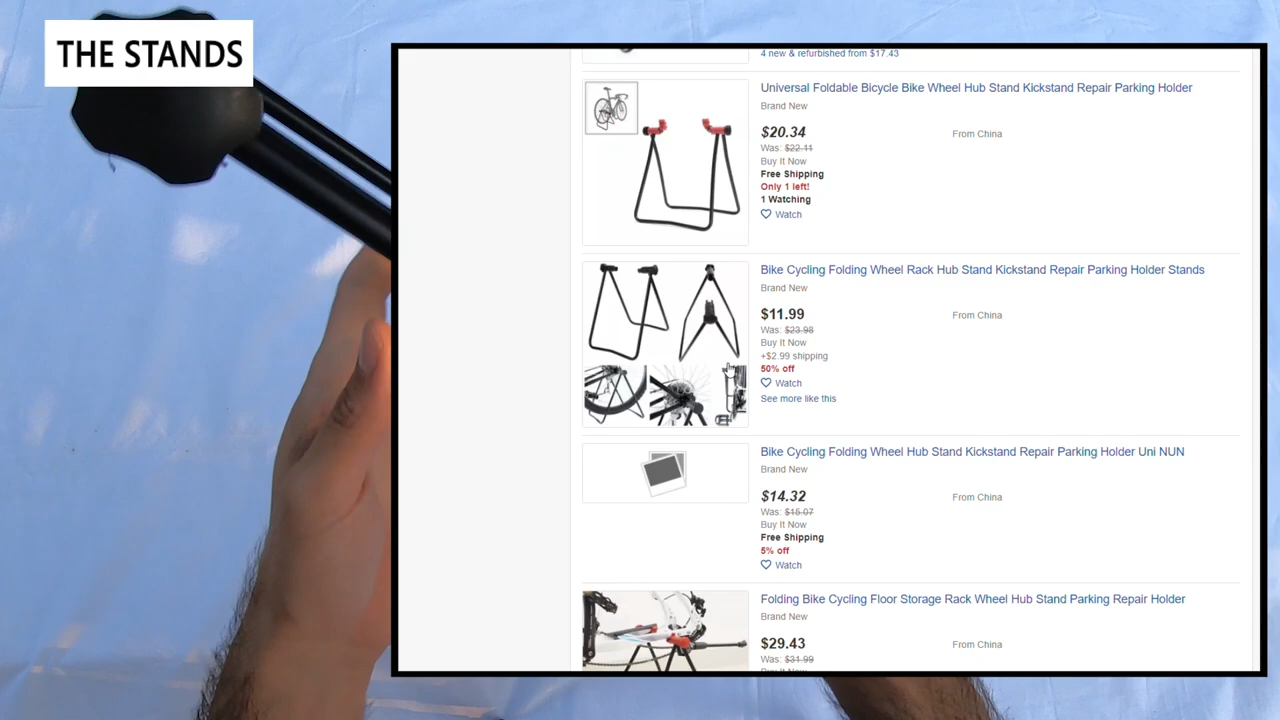 THE STANDS
4 new & refurbished from $17.43
Universal Foldable Bicycle Bike Wheel Hub Stand Kickstand Repair Parking Holder
Brand New
$20.34
From China
Was: $22.11
Buy It Now
Free Shipping
Only 1 left!
1 Watching
Watch
Bike Cycling Folding Wheel Rack Hub Stand Kickstand Repair Parking Holder Stands
Brand New
$11.99
From China
Was: $23.98
Buy It Now
+$2.99 shipping
50% off
Watch
See more like this
Bike Cycling Folding Wheel Hub Stand Kickstand Repair Parking Holder Uni NUN
Brand New
$14.32
From China
Was: $15.07
Buy It Now
Free Shipping
5% off
Watch
Folding Bike Cycling Floor Storage Rack Wheel Hub Stand Parking Repair Holder
Brand New
$29.43
From China
Was: $31.99
Buy It Now